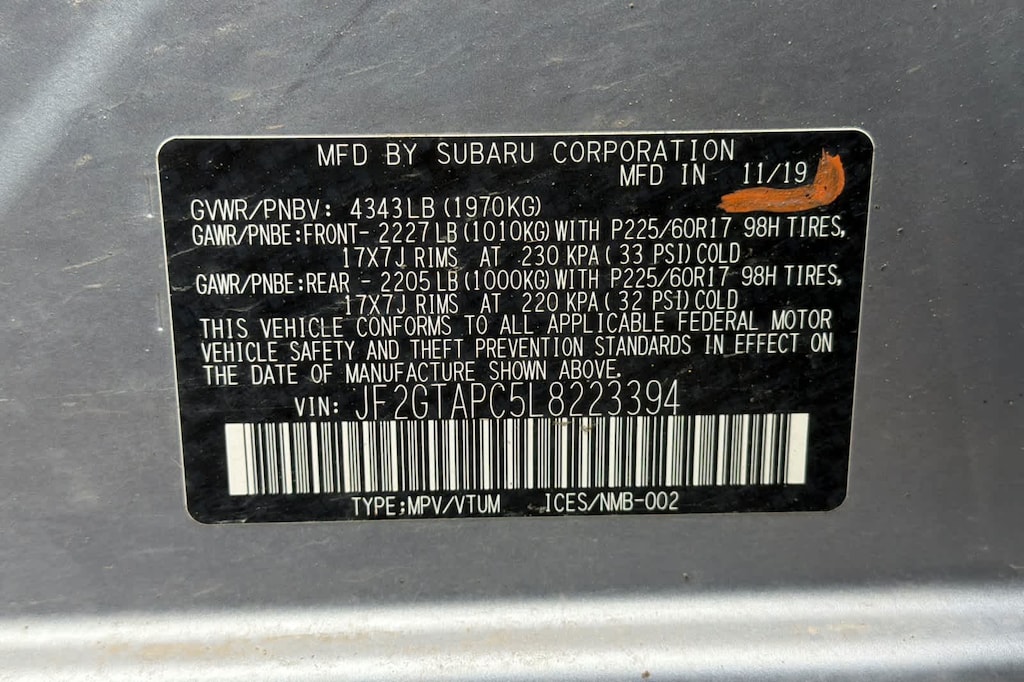 MFD BY SUBARU CORPORATION
MFD IN 11/19
GVWR/PNBV: 4343LB (1970KG)
GAWR/PNBE:FRONT- 2227LB (1010KG) WITH P225/60R17 98H TIRES,
17X7J RIMS AT 230 KPA ( 33 PSI) COLD
GAWR/PNBE:REAR - 2205LB (1000KG) WITH P225/60R17 98H TIRES,
17X7J RIMS AT 220 KPA ( 32 PSI) COLD
THIS VEHICLE CONFORMS TO ALL APPLICABLE FEDERAL MOTOR
VEHICLE SAFETY AND THEFT PREVENTION STANDARDS IN EFFECT ON
THE DATE OF MANUFACTURE SHOWN ABOVE.
VIN: JF2GTAPC5L8223394
TYPE;MPV/VTUM ICES/NMB-002